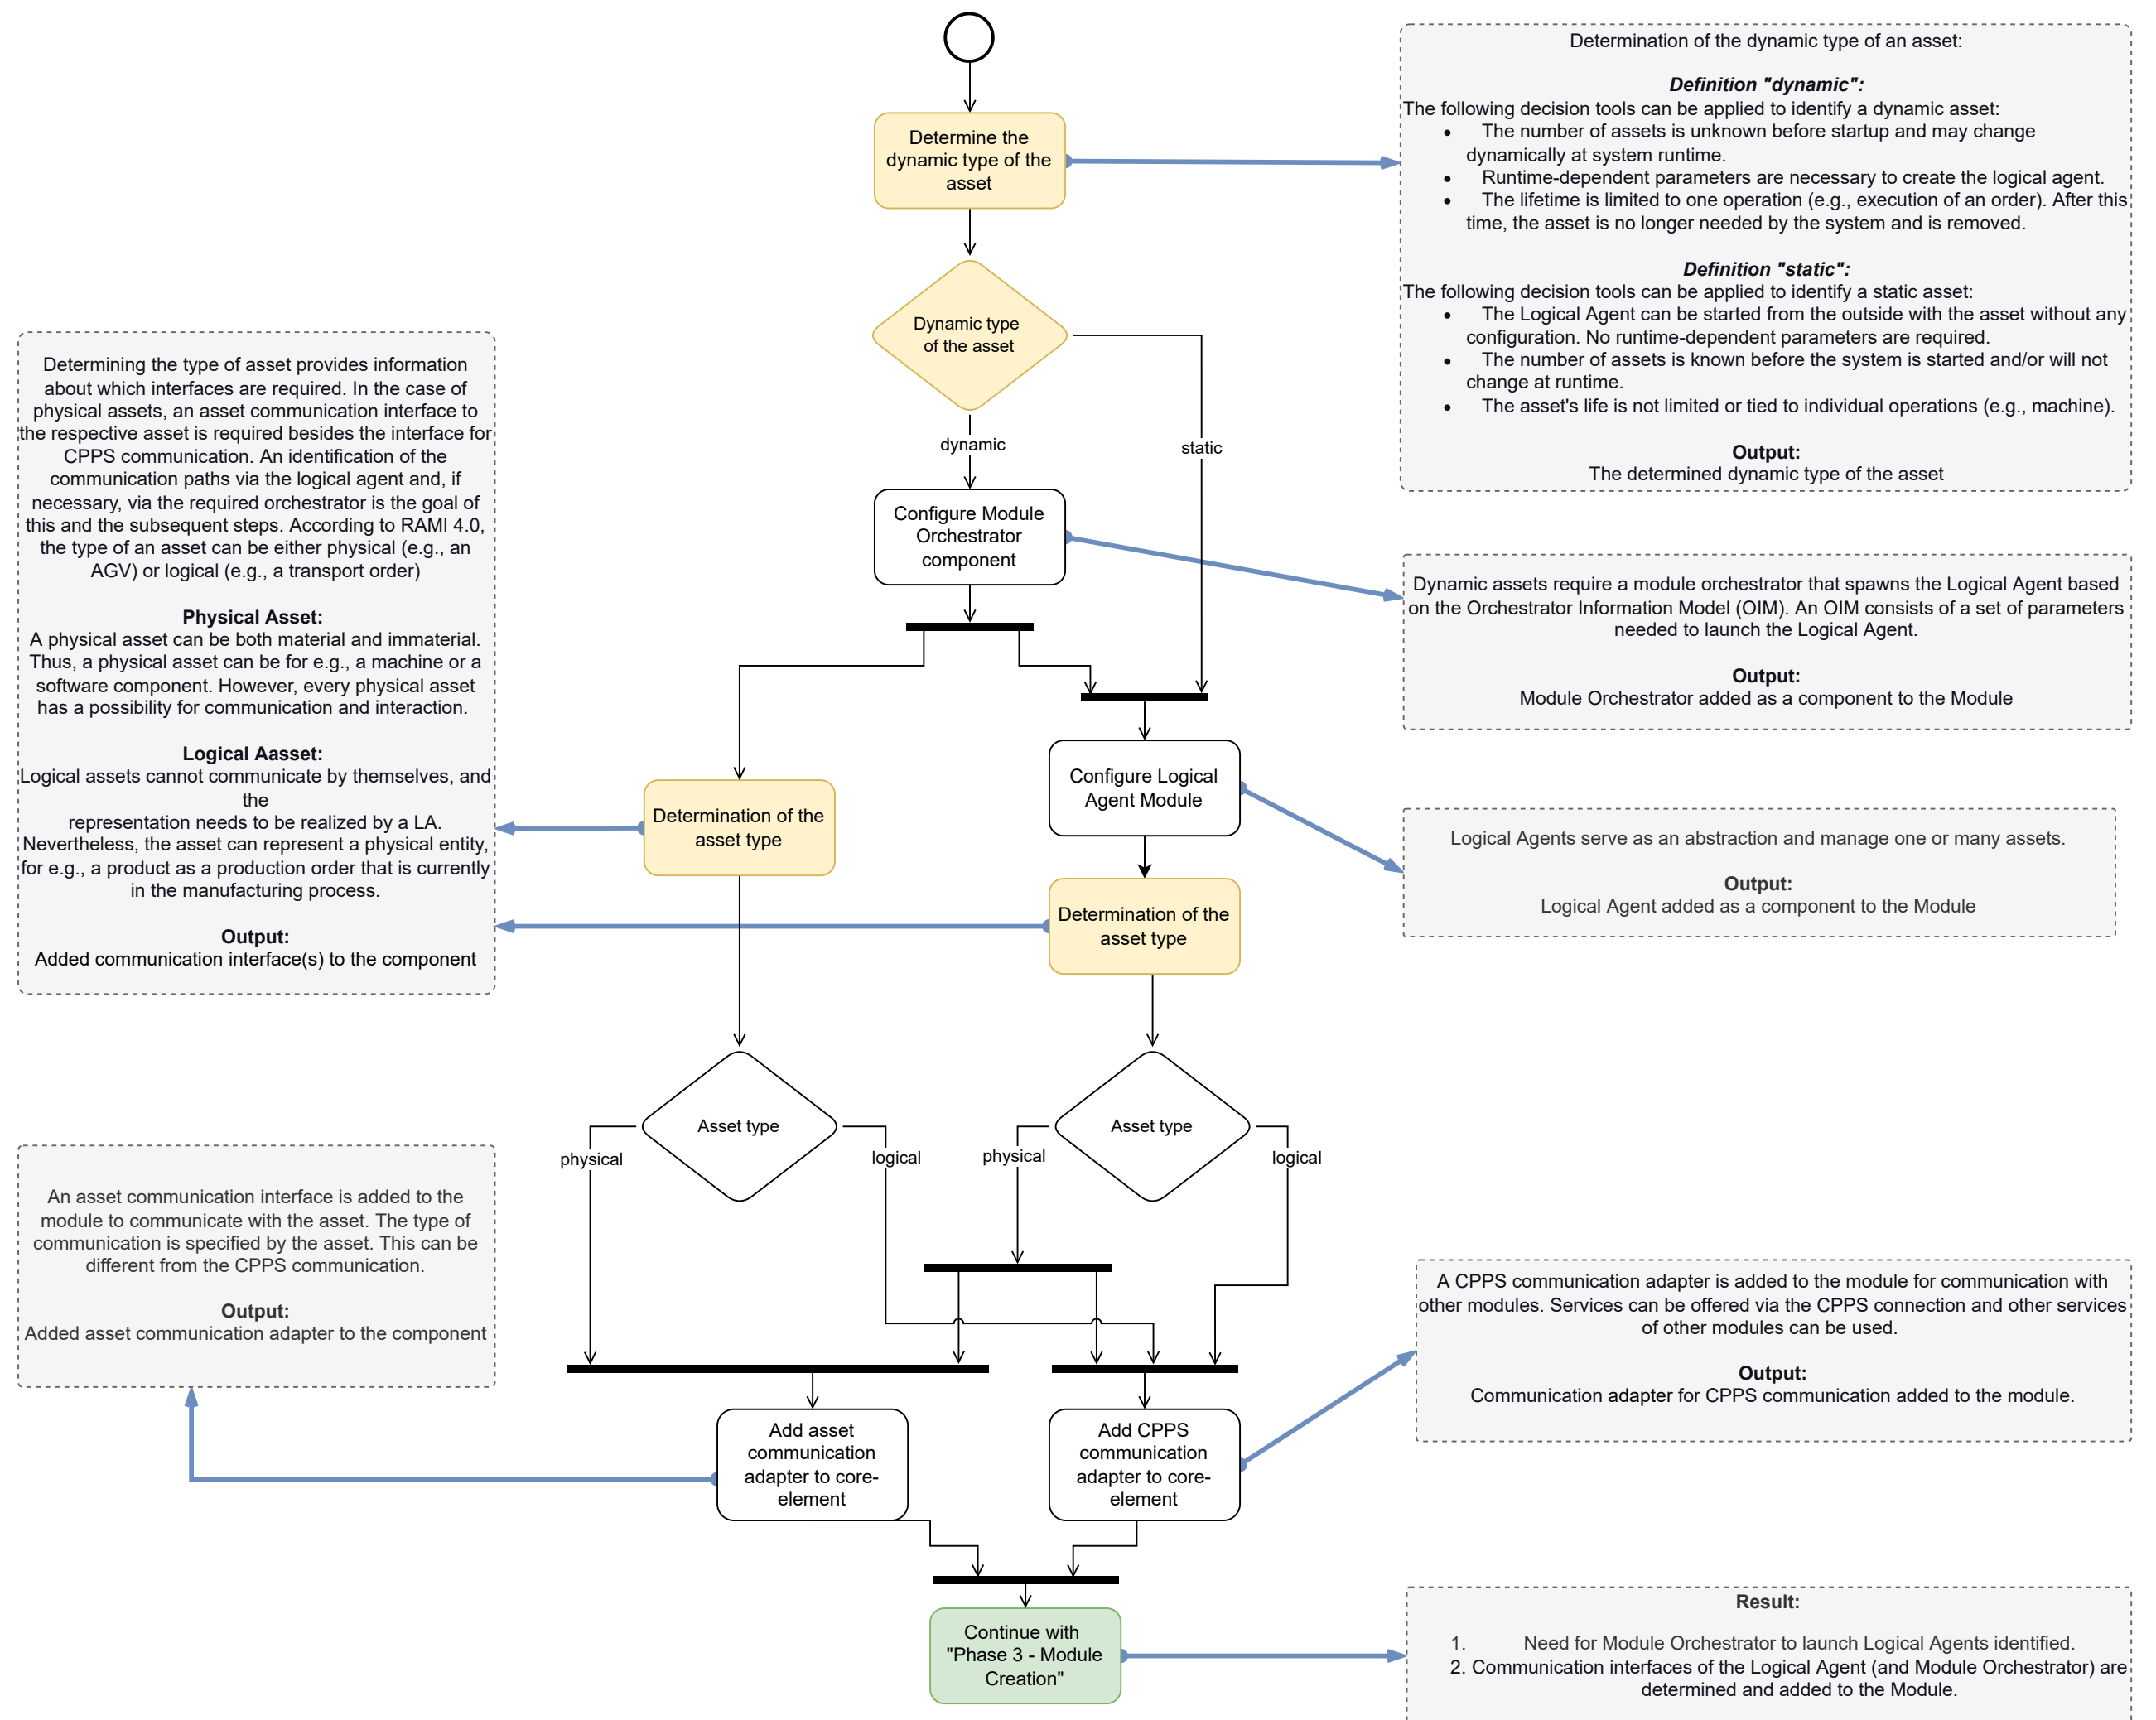 Determine the
dynamic type of the
asset
Determination of the dynamic type of an asset:
Definition "dynamic":
The following decision tools can be applied to identify a dynamic asset:
• The number of assets is unknown before startup and may change
dynamically at system runtime.
• Runtime-dependent parameters are necessary to create the logical agent.
• The lifetime is limited to one operation (e.g., execution of an order). After this
time, the asset is no longer needed by the system and is removed.
Definition "static":
The following decision tools can be applied to identify a static asset:
• The Logical Agent can be started from the outside with the asset without any
configuration. No runtime-dependent parameters are required.
• The number of assets is known before the system is started and/or will not
change at runtime.
• The asset's life is not limited or tied to individual operations (e.g., machine).
Output:
The determined dynamic type of the asset
Dynamic type
of the asset
dynamic
static
Configure Module
Orchestrator
component
Dynamic assets require a module orchestrator that spawns the Logical Agent based
on the Orchestrator Information Model (OIM). An OIM consists of a set of parameters
needed to launch the Logical Agent.
Output:
Module Orchestrator added as a component to the Module
Determining the type of asset provides information
about which interfaces are required. In the case of
physical assets, an asset communication interface to
the respective asset is required besides the interface for
CPPS communication. An identification of the
communication paths via the logical agent and, if
necessary, via the required orchestrator is the goal of
this and the subsequent steps. According to RAMI 4.0,
the type of an asset can be either physical (e.g., an
AGV) or logical (e.g., a transport order)
Physical Asset:
A physical asset can be both material and immaterial.
Thus, a physical asset can be for e.g., a machine or a
software component. However, every physical asset
has a possibility for communication and interaction.
Logical Aasset:
Logical assets cannot communicate by themselves, and
the
representation needs to be realized by a LA.
Nevertheless, the asset can represent a physical entity,
for e.g., a product as a production order that is currently
in the manufacturing process.
Output:
Added communication interface(s) to the component
Determination of the
asset type
Configure Logical
Agent Module
Logical Agents serve as an abstraction and manage one or many assets.
Output:
Logical Agent added as a component to the Module
Determination of the
asset type
Asset type
physical
logical
Asset type
physical
logical
An asset communication interface is added to the
module to communicate with the asset. The type of
communication is specified by the asset. This can be
different from the CPPS communication.
Output:
Added asset communication adapter to the component
A CPPS communication adapter is added to the module for communication with
other modules. Services can be offered via the CPPS connection and other services
of other modules can be used.
Output:
Communication adapter for CPPS communication added to the module.
Add asset
communication
adapter to core-
element
Add CPPS
communication
adapter to core-
element
Continue with
"Phase 3 - Module
Creation"
Result:
1. Need for Module Orchestrator to launch Logical Agents identified.
2. Communication interfaces of the Logical Agent (and Module Orchestrator) are
determined and added to the Module.